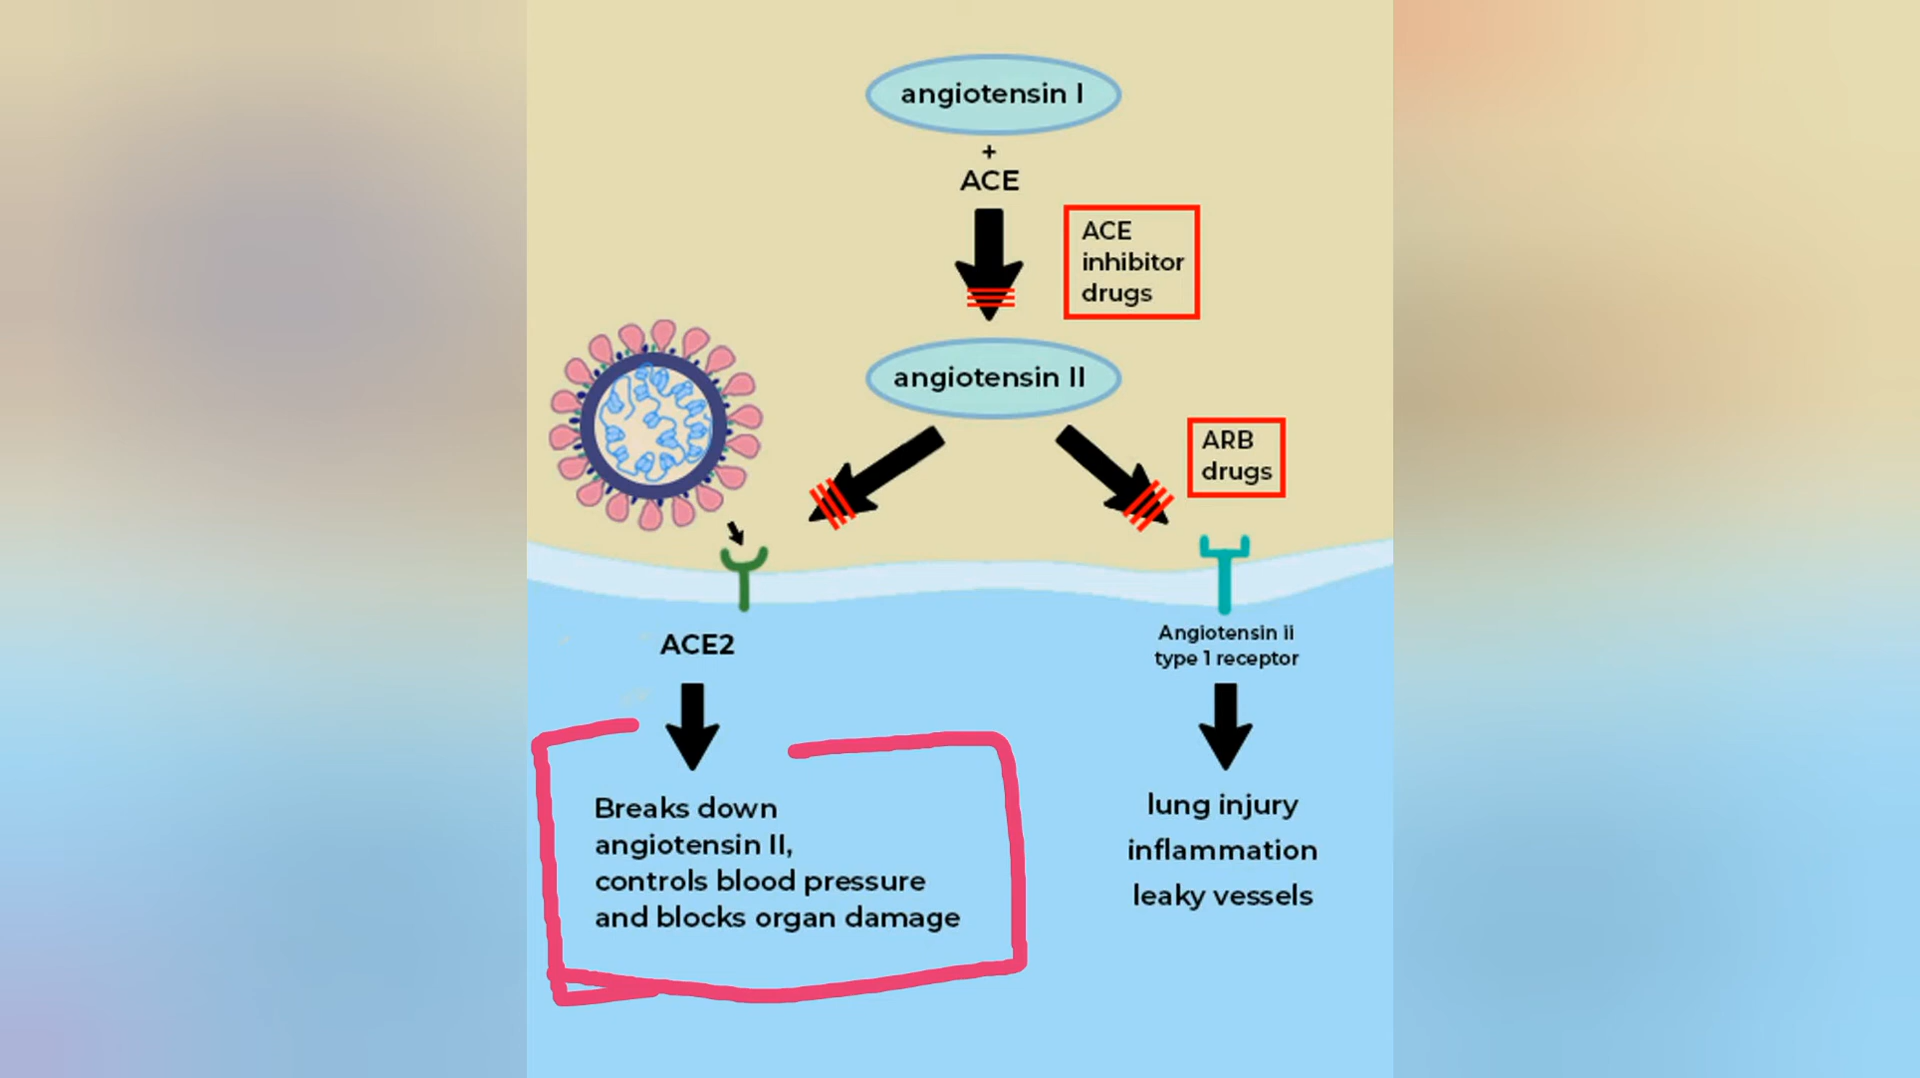 angiotensin I
+
ACE
ACE
inhibitor
drugs
angiotensin II
ARB
drugs
ACE2
Angiotensin ii
type 1 receptor
Breaks down
angiotensin II,
controls blood pressure
and blocks organ damage
lung injury
inflammation
leaky vessels